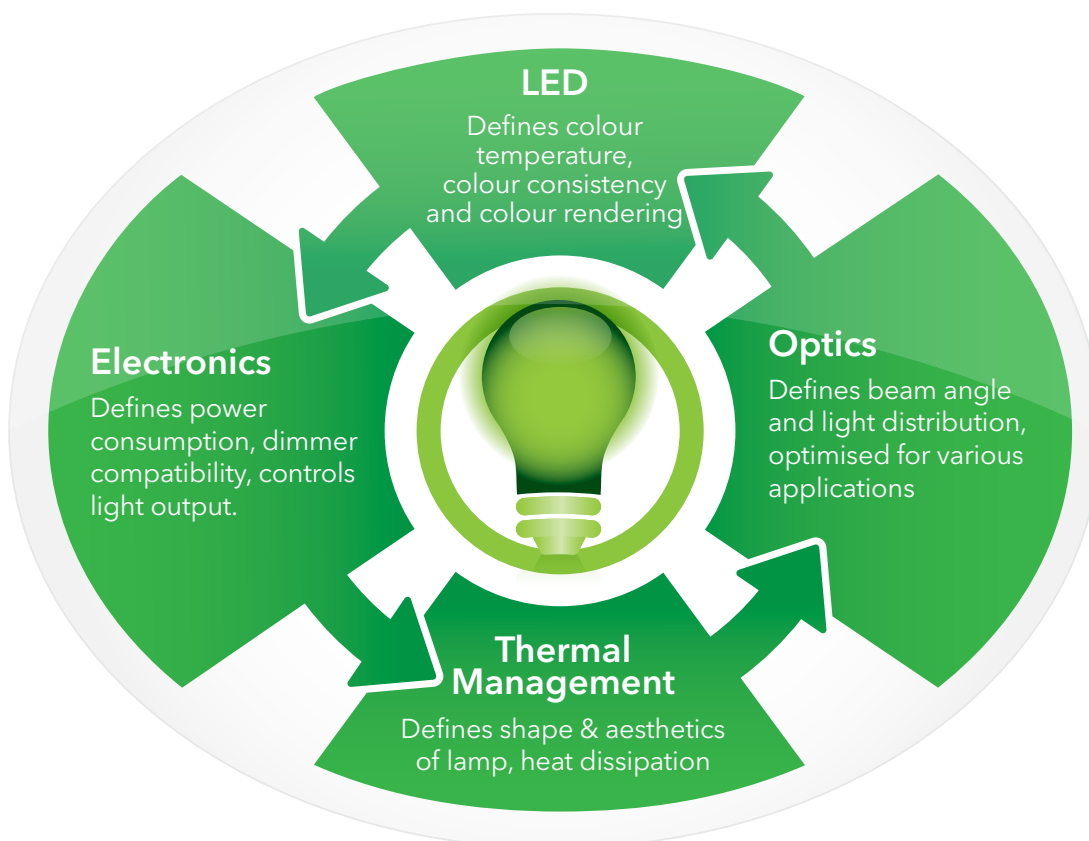 LED
Defines colour
temperature,
colour consistency
and colour rendering
Electronics
Defines power
consumption, dimmer
compatibility, controls
light output.
Optics
Defines beam angle
and light distribution,
optimised for various
applications
Thermal
Management
Defines shape & aesthetics
of lamp, heat dissipation